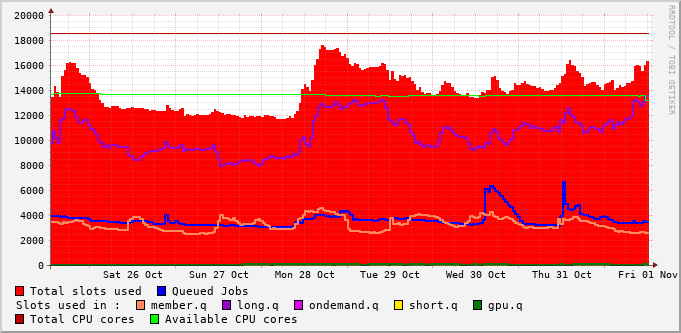 RRDTOOL / TOBI OETIKER
20000
18000
16000
14000
12000
10000
8000
6000
4000
2000
0
Sat 26 Oct Sun 27 Oct Mon 28 Oct Tue 29 Oct Wed 30 Oct Thu 31 Oct Fri 01 Nov
Total slots used Queued Jobs
Slots used in : member.q long.q ondemand.q short.q gpu.q
Total CPU cores Available CPU cores